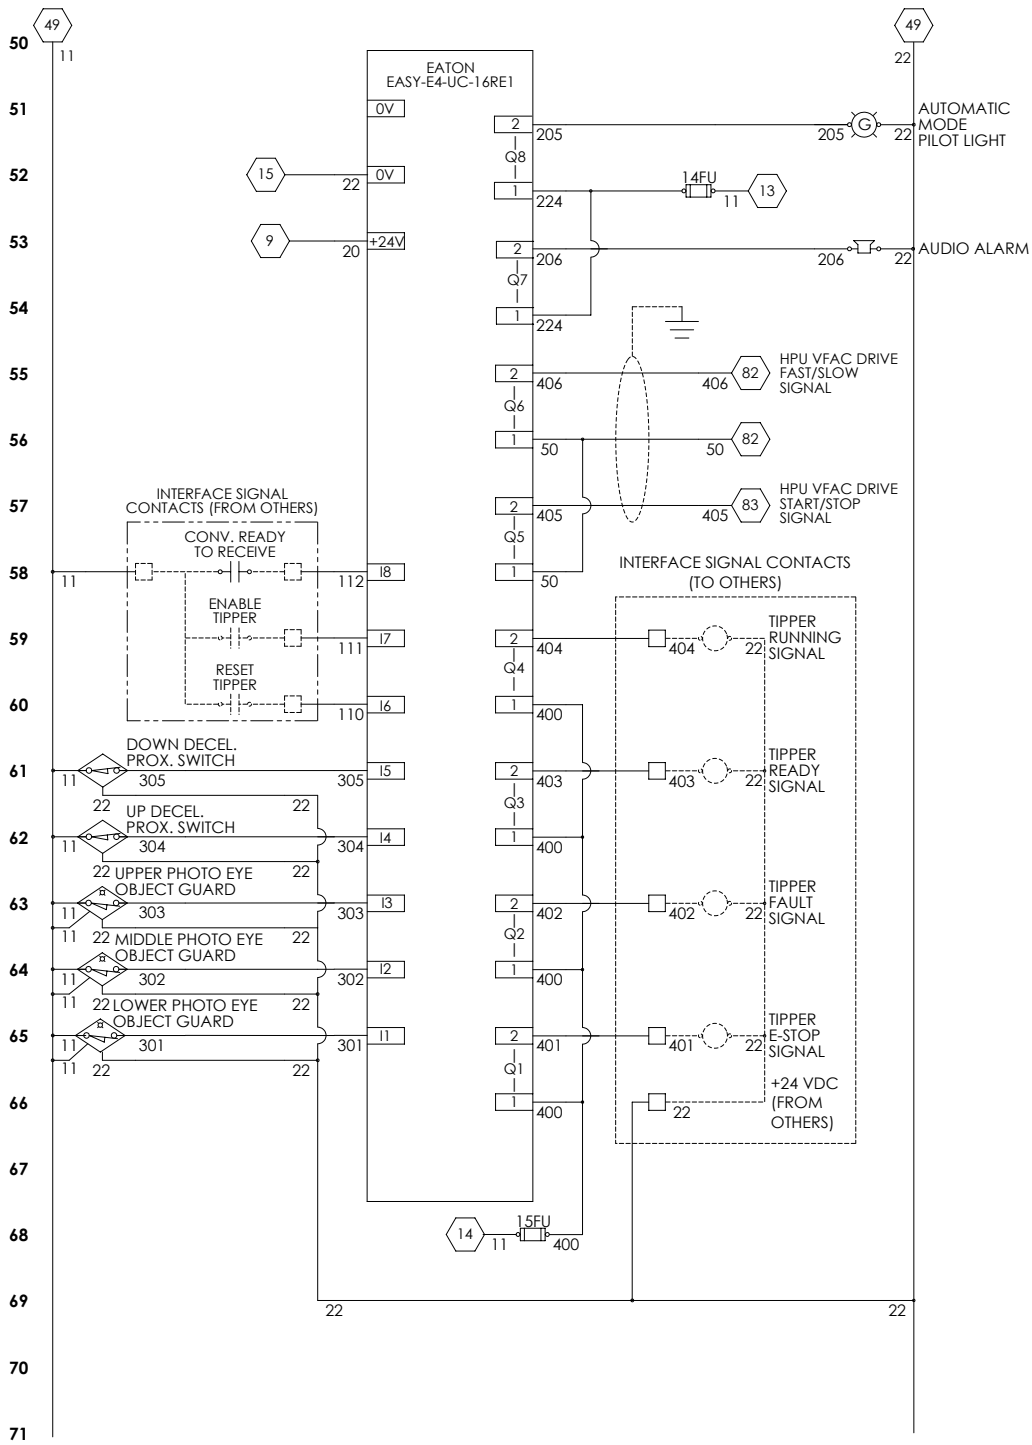 49
49
50
11
22
EATON
EASY-E4-UC-16RE1
51
0V
2
205
205
G
22
AUTOMATIC
MODE
PILOT LIGHT
Q8
52
15
22
0V
1
224
14FU
11
13
53
9
20
+24V
2
206
206
22
AUDIO ALARM
Q7
54
1
224
55
2
406
406
82
HPU VFAC DRIVE
FAST/SLOW
SIGNAL
Q6
56
1
50
50
82
57
INTERFACE SIGNAL
CONTACTS (FROM OTHERS)
2
405
405
83
HPU VFAC DRIVE
START/STOP
SIGNAL
Q5
CONV. READY
TO RECEIVE
58
11
112
I8
1
50
INTERFACE SIGNAL CONTACTS
(TO OTHERS)
ENABLE
TIPPER
59
111
I7
2
404
404
22
TIPPER
RUNNING
SIGNAL
Q4
RESET
TIPPER
60
110
I6
1
400
DOWN DECEL.
PROX. SWITCH
61
11
305
305
I5
2
403
403
22
TIPPER
READY
SIGNAL
22
22
Q3
UP DECEL.
PROX. SWITCH
62
11
304
304
I4
1
400
22
22
UPPER PHOTO EYE
OBJECT GUARD
63
11
303
303
I3
2
402
402
22
TIPPER
FAULT
SIGNAL
11
22
22
Q2
MIDDLE PHOTO EYE
OBJECT GUARD
64
11
302
302
I2
1
400
11
22
22
LOWER PHOTO EYE
OBJECT GUARD
65
11
301
301
I1
2
401
401
22
TIPPER
E-STOP
SIGNAL
11
22
22
Q1
66
1
400
22
+24 VDC
(FROM
OTHERS)
67
68
14
11
15FU
400
69
22
22
70
71